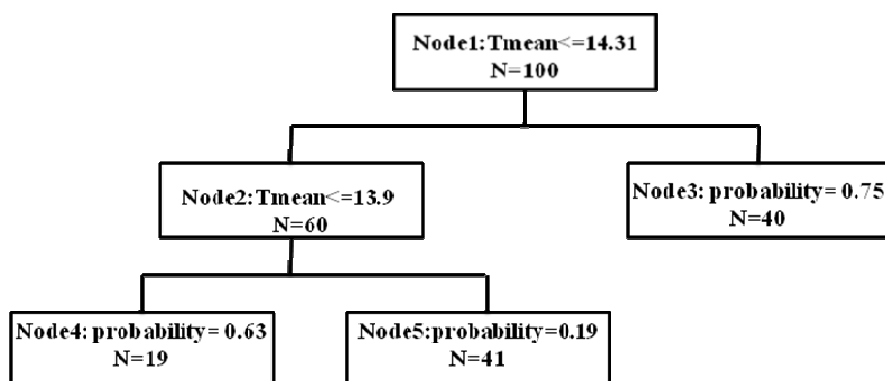 Node1:Tmean<=14.31
N=100
Node2:Tmean<=13.9
N=60
Node3: probability= 0.75
N=40
Node4: probability= 0.63
N=19
Node5:probability=0.19
N=41